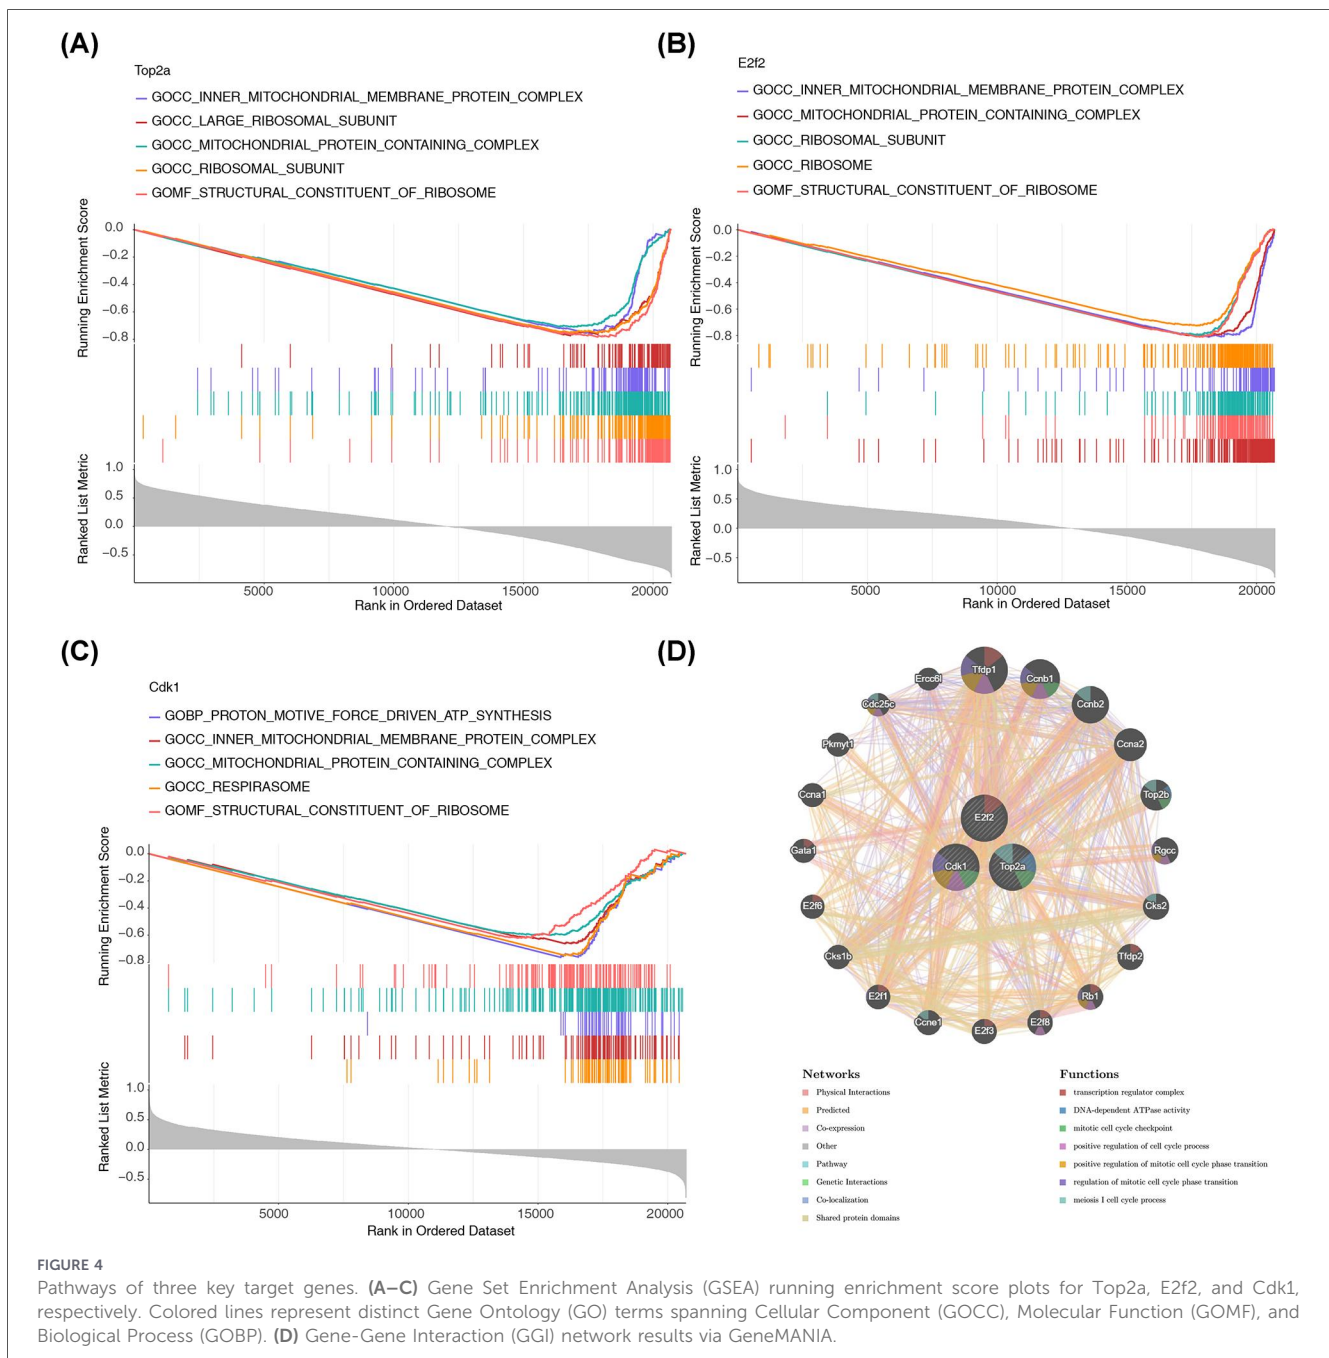 (A)
Top2a
GOCC_INNER_MITOCHONDRIAL_MEMBRANE_PROTEIN_COMPLEX
GOCC_LARGE_RIBOSOMAL_SUBUNIT
GOCC_MITOCHONDRIAL_PROTEIN_CONTAINING_COMPLEX
GOCC_RIBOSOMAL_SUBUNIT
GOMF_STRUCTURAL_CONSTITUENT_OF_RIBOSOME
Running Enrichment Score
0.0
−0.2
−0.4
−0.6
−0.8
Ranked List Metric
1.0
0.5
0.0
−0.5
5000 10000 15000 20000
Rank in Ordered Dataset
(B)
E2f2
GOCC_INNER_MITOCHONDRIAL_MEMBRANE_PROTEIN_COMPLEX
GOCC_MITOCHONDRIAL_PROTEIN_CONTAINING_COMPLEX
GOCC_RIBOSOMAL_SUBUNIT
GOCC_RIBOSOME
GOMF_STRUCTURAL_CONSTITUENT_OF_RIBOSOME
Running Enrichment Score
0.0
−0.2
−0.4
−0.6
−0.8
Ranked List Metric
1.0
0.5
0.0
−0.5
5000 10000 15000 20000
Rank in Ordered Dataset
(C)
Cdk1
GOBP_PROTON_MOTIVE_FORCE_DRIVEN_ATP_SYNTHESIS
GOCC_INNER_MITOCHONDRIAL_MEMBRANE_PROTEIN_COMPLEX
GOCC_MITOCHONDRIAL_PROTEIN_CONTAINING_COMPLEX
GOCC_RESPIRASOME
GOMF_STRUCTURAL_CONSTITUENT_OF_RIBOSOME
Running Enrichment Score
0.0
−0.2
−0.4
−0.6
−0.8
Ranked List Metric
1.0
0.5
0.0
−0.5
5000 10000 15000 20000
Rank in Ordered Dataset
(D)
Tfdp1
Ccnb1
Ccnb2
Ccna2
Top2b
Rgcc
Cks2
Tfdp2
Rb1
E2f8
E2f3
Ccne1
E2f1
Cks1b
E2f6
Gata1
Ccna1
Pkmyt1
Cdc25c
Ercc6l
E2f2
Cdk1
Top2a
Networks
Physical Interactions
Predicted
Co-expression
Other
Pathway
Genetic Interactions
Co-localization
Shared protein domains
Functions
transcription regulator complex
DNA-dependent ATPase activity
mitotic cell cycle checkpoint
positive regulation of cell cycle process
positive regulation of mitotic cell cycle phase transition
regulation of mitotic cell cycle phase transition
meiosis I cell cycle process
FIGURE 4
Pathways of three key target genes. (A–C) Gene Set Enrichment Analysis (GSEA) running enrichment score plots for Top2a, E2f2, and Cdk1,
respectively. Colored lines represent distinct Gene Ontology (GO) terms spanning Cellular Component (GOCC), Molecular Function (GOMF), and
Biological Process (GOBP). (D) Gene-Gene Interaction (GGI) network results via GeneMANIA.